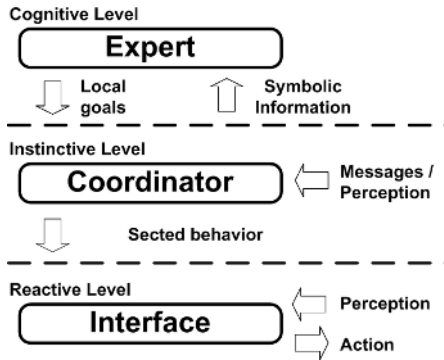 Cognitive Level
Expert
Local
goals
Symbolic
Information
Instinctive Level
Coordinator
Messages /
Perception
Sected behavior
Reactive Level
Interface
Perception
Action